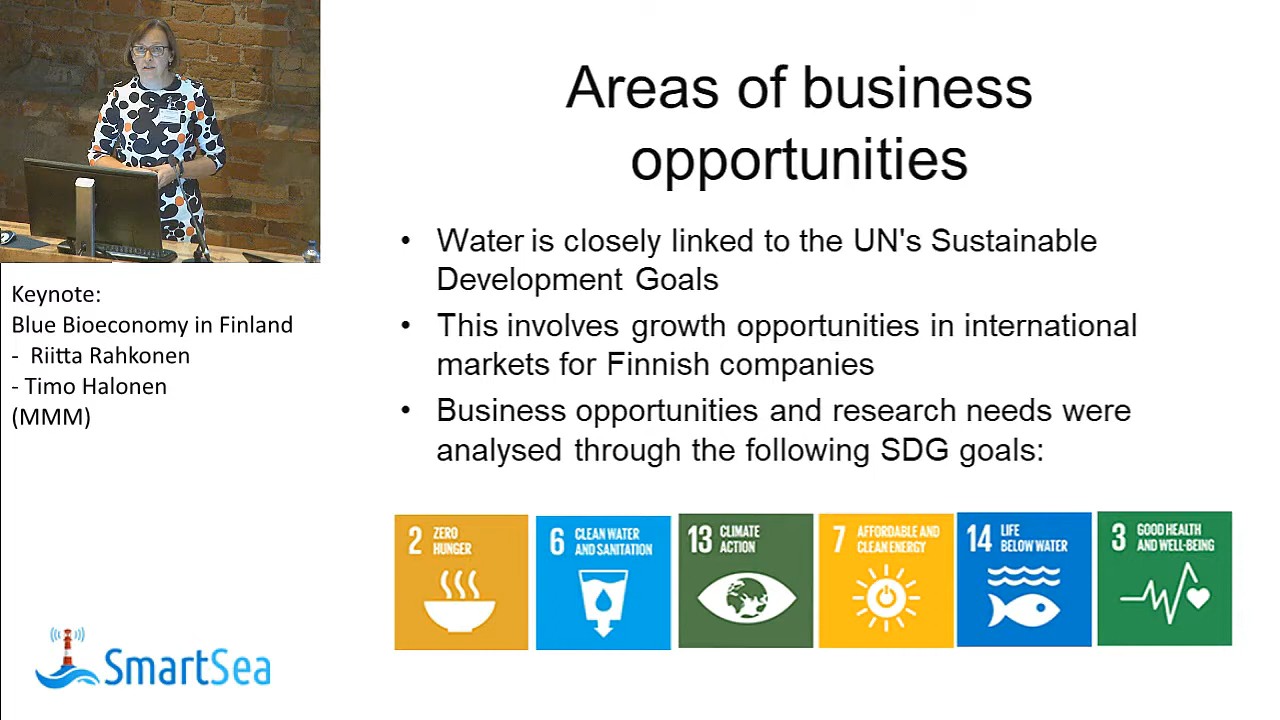 Areas of business
opportunities
• Water is closely linked to the UN's Sustainable
Development Goals
• This involves growth opportunities in international
markets for Finnish companies
• Business opportunities and research needs were
analysed through the following SDG goals:
2 ZERO
HUNGER
6 CLEAN WATER
AND SANITATION
13 CLIMATE
ACTION
7 AFFORDABLE AND
CLEAN ENERGY
14 LIFE
BELOW WATER
3 GOOD HEALTH
AND WELL-BEING
Keynote:
Blue Bioeconomy in Finland
- Riitta Rahkonen
- Timo Halonen
(MMM)
SmartSea